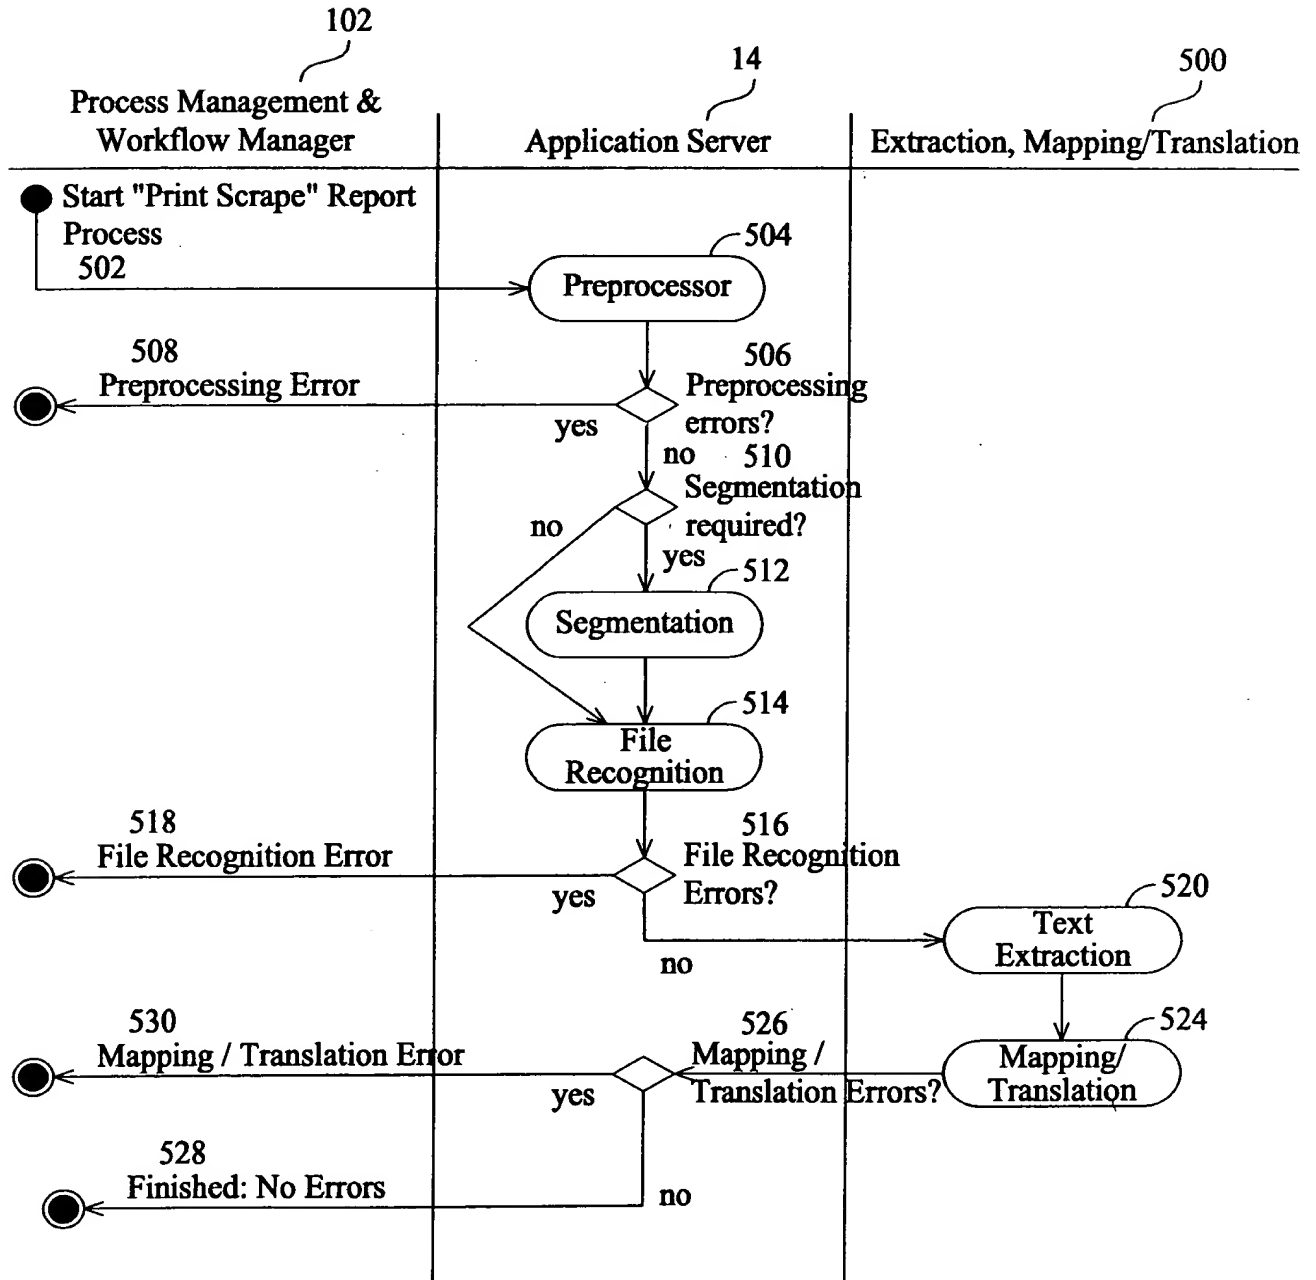 102
14
500
Process Management &
Workflow Manager
Application Server
Extraction, Mapping/Translation
Start "Print Scrape" Report
Process
502
504
Preprocessor
508
Preprocessing Error
506
Preprocessing
errors?
yes
no
510
Segmentation
required?
no
yes
512
Segmentation
514
File
Recognition
518
File Recognition Error
516
File Recognition
Errors?
yes
no
520
Text
Extraction
530
Mapping / Translation Error
526
Mapping /
Translation Errors?
524
Mapping/
Translation
yes
528
Finished: No Errors
no